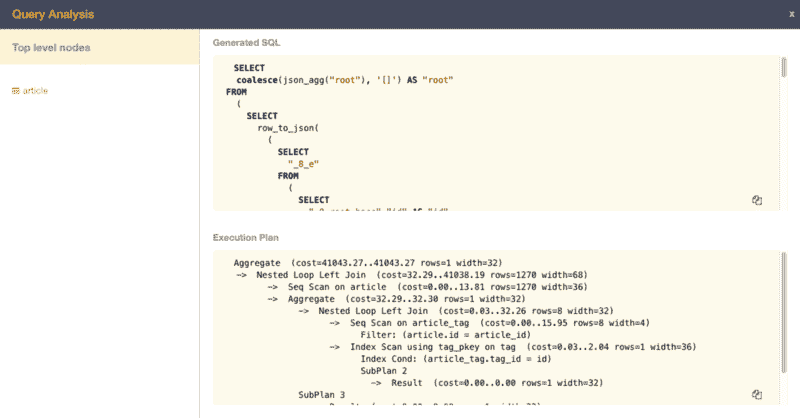 Query Analysis
x
Top level nodes
article
Generated SQL
SELECT
coalesce(json_agg("root"), '[]') AS "root"
FROM
(
SELECT
row_to_json(
(
SELECT
"_8_e"
FROM
(
SELECT
Execution Plan
Aggregate (cost=41043.27..41043.27 rows=1 width=32)
-> Nested Loop Left Join (cost=32.29..41038.19 rows=1270 width=68)
-> Seq Scan on article (cost=0.00..13.81 rows=1270 width=36)
-> Aggregate (cost=32.29..32.30 rows=1 width=32)
-> Nested Loop Left Join (cost=0.03..32.26 rows=8 width=32)
-> Seq Scan on article_tag (cost=0.00..15.95 rows=8 width=4)
Filter: (article.id = article_id)
-> Index Scan using tag_pkey on tag (cost=0.03..2.04 rows=1 width=36)
Index Cond: (article_tag.tag_id = id)
SubPlan 2
-> Result (cost=0.00..0.00 rows=1 width=32)
SubPlan 3